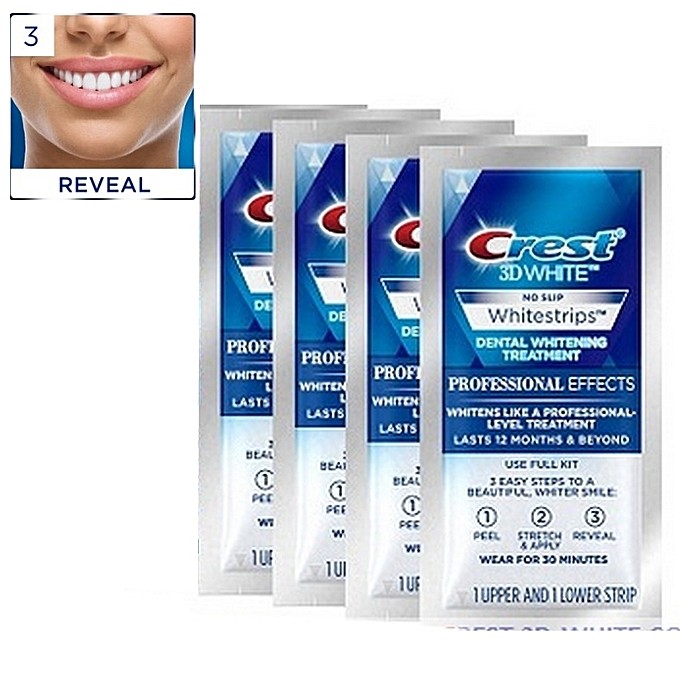 3
REVEAL
Crest®
3D WHITE™
NO SLIP
Whitestrips™
DENTAL WHITENING
TREATMENT
PROFESSIONAL EFFECTS
WHITENS LIKE A PROFESSIONAL-
LEVEL TREATMENT
LASTS 12 MONTHS & BEYOND
USE FULL KIT
3 EASY STEPS TO A
BEAUTIFUL, WHITER SMILE:
1 2 3
PEEL STRETCH & APPLY REVEAL
WEAR FOR 30 MINUTES
1 UPPER AND 1 LOWER STRIP